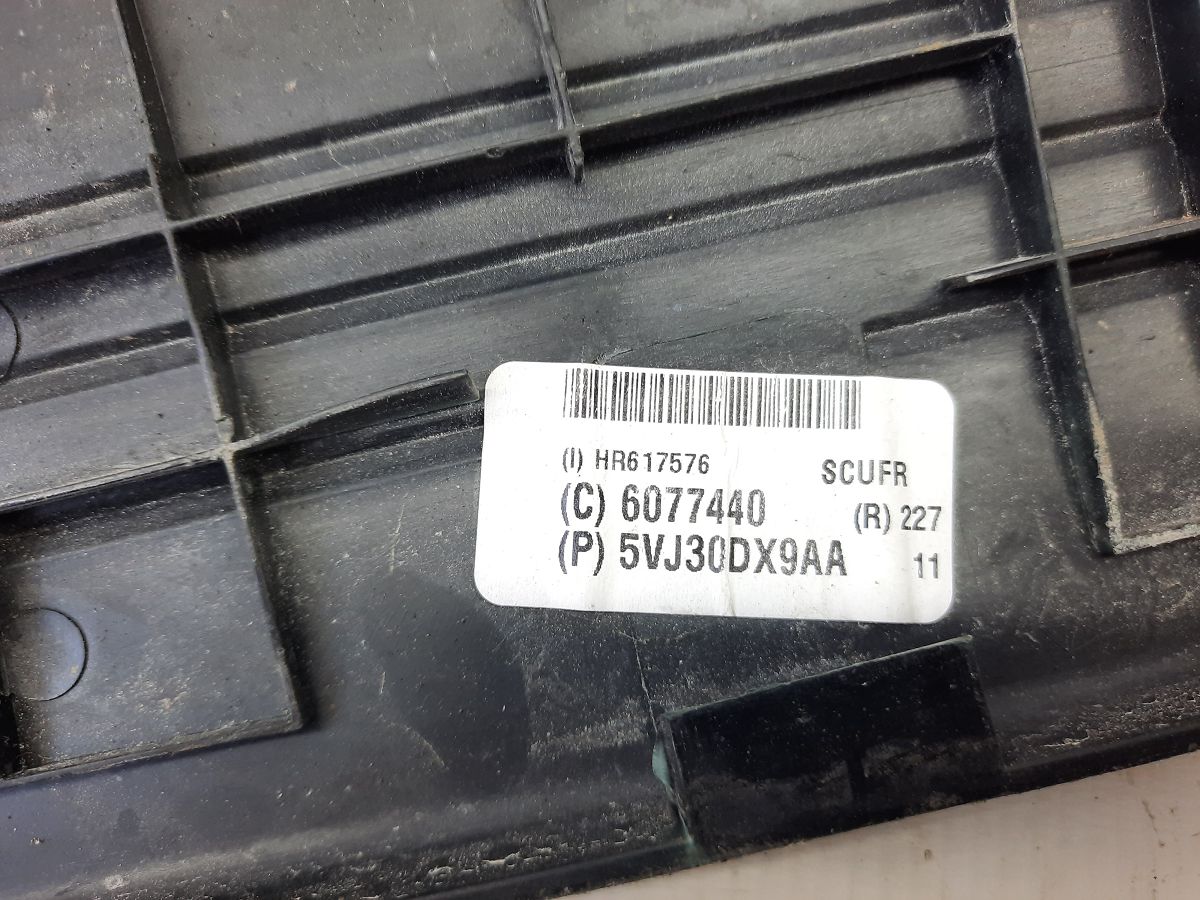 (I) HR617576 SCUFR
(C) 6077440 (R) 227
(P) 5VJ30DX9AA 11